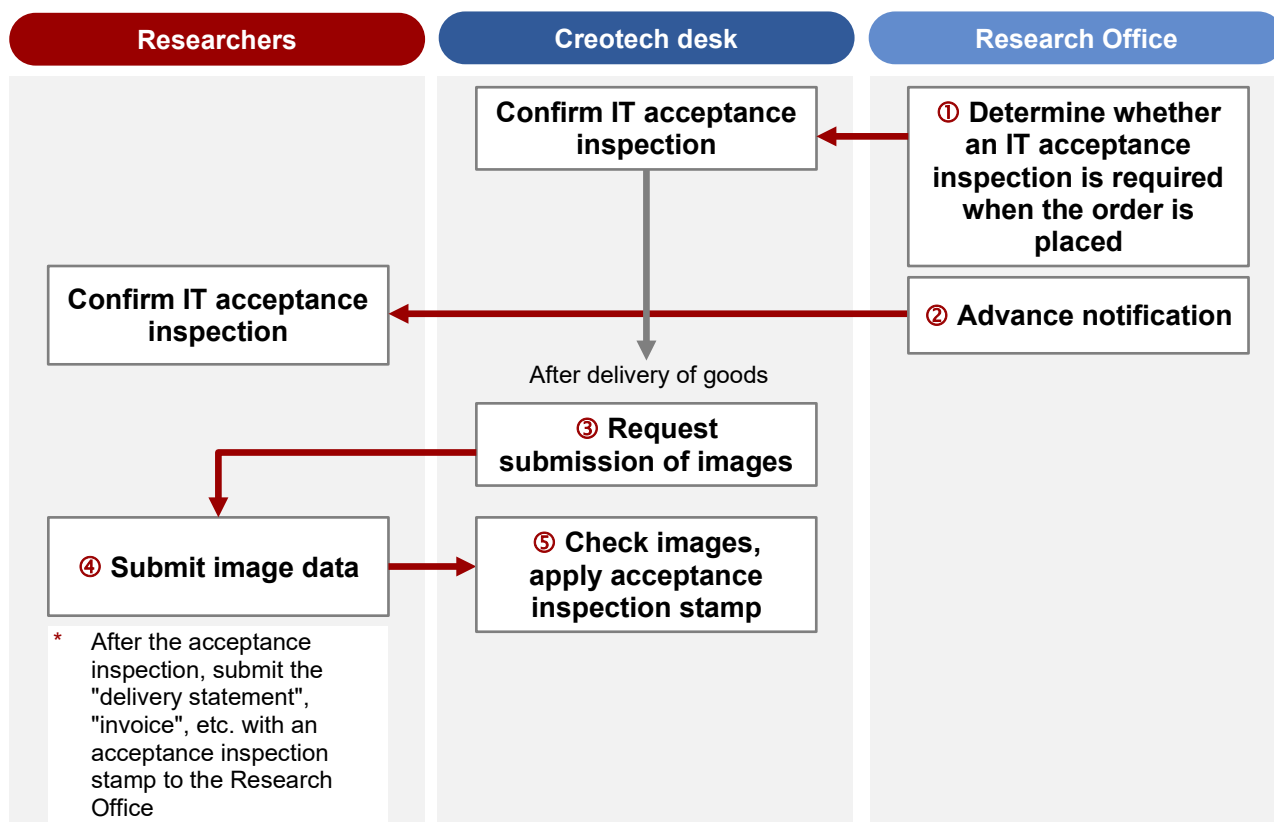 Researchers
Creotech desk
Research Office
Confirm IT acceptance
inspection
① Determine whether
an IT acceptance
inspection is required
when the order is
placed
Confirm IT acceptance
inspection
② Advance notification
After delivery of goods
③ Request
submission of images
④ Submit image data
⑤ Check images,
apply acceptance
inspection stamp
* After the acceptance
inspection, submit the
"delivery statement",
"invoice", etc. with an
acceptance inspection
stamp to the Research
Office